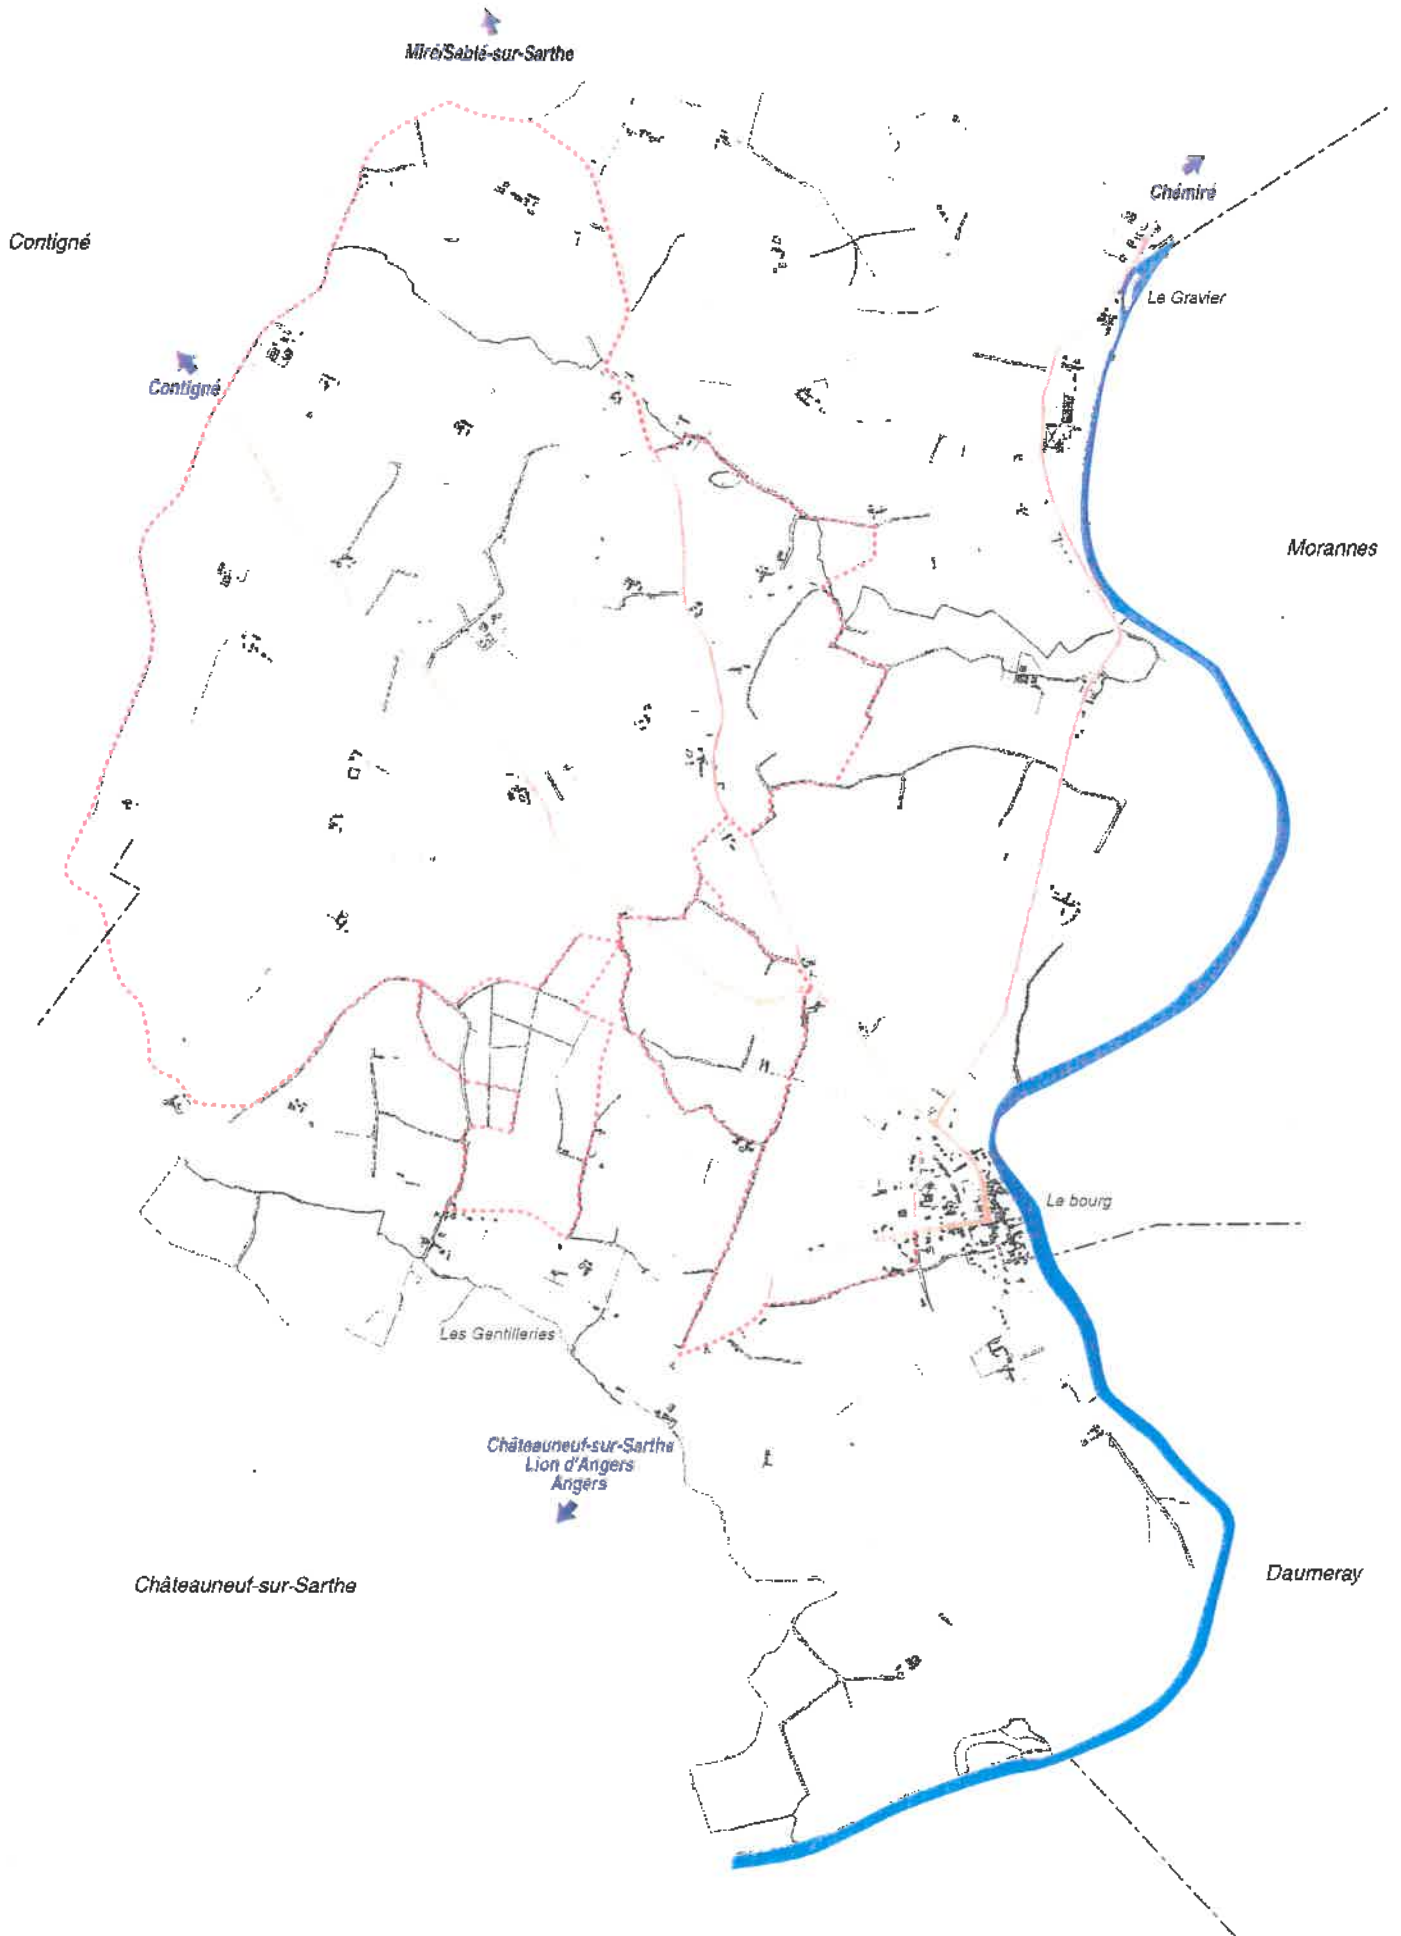 Miré/Sablé-sur-Sarthe
Chémiré
Contigné
Le Gravier
Contigné
Morannes
Le bourg
Les Gentilleries
Châteauneuf-sur-Sarthe
Lion d'Angers
Angers
Châteauneuf-sur-Sarthe
Daumeray